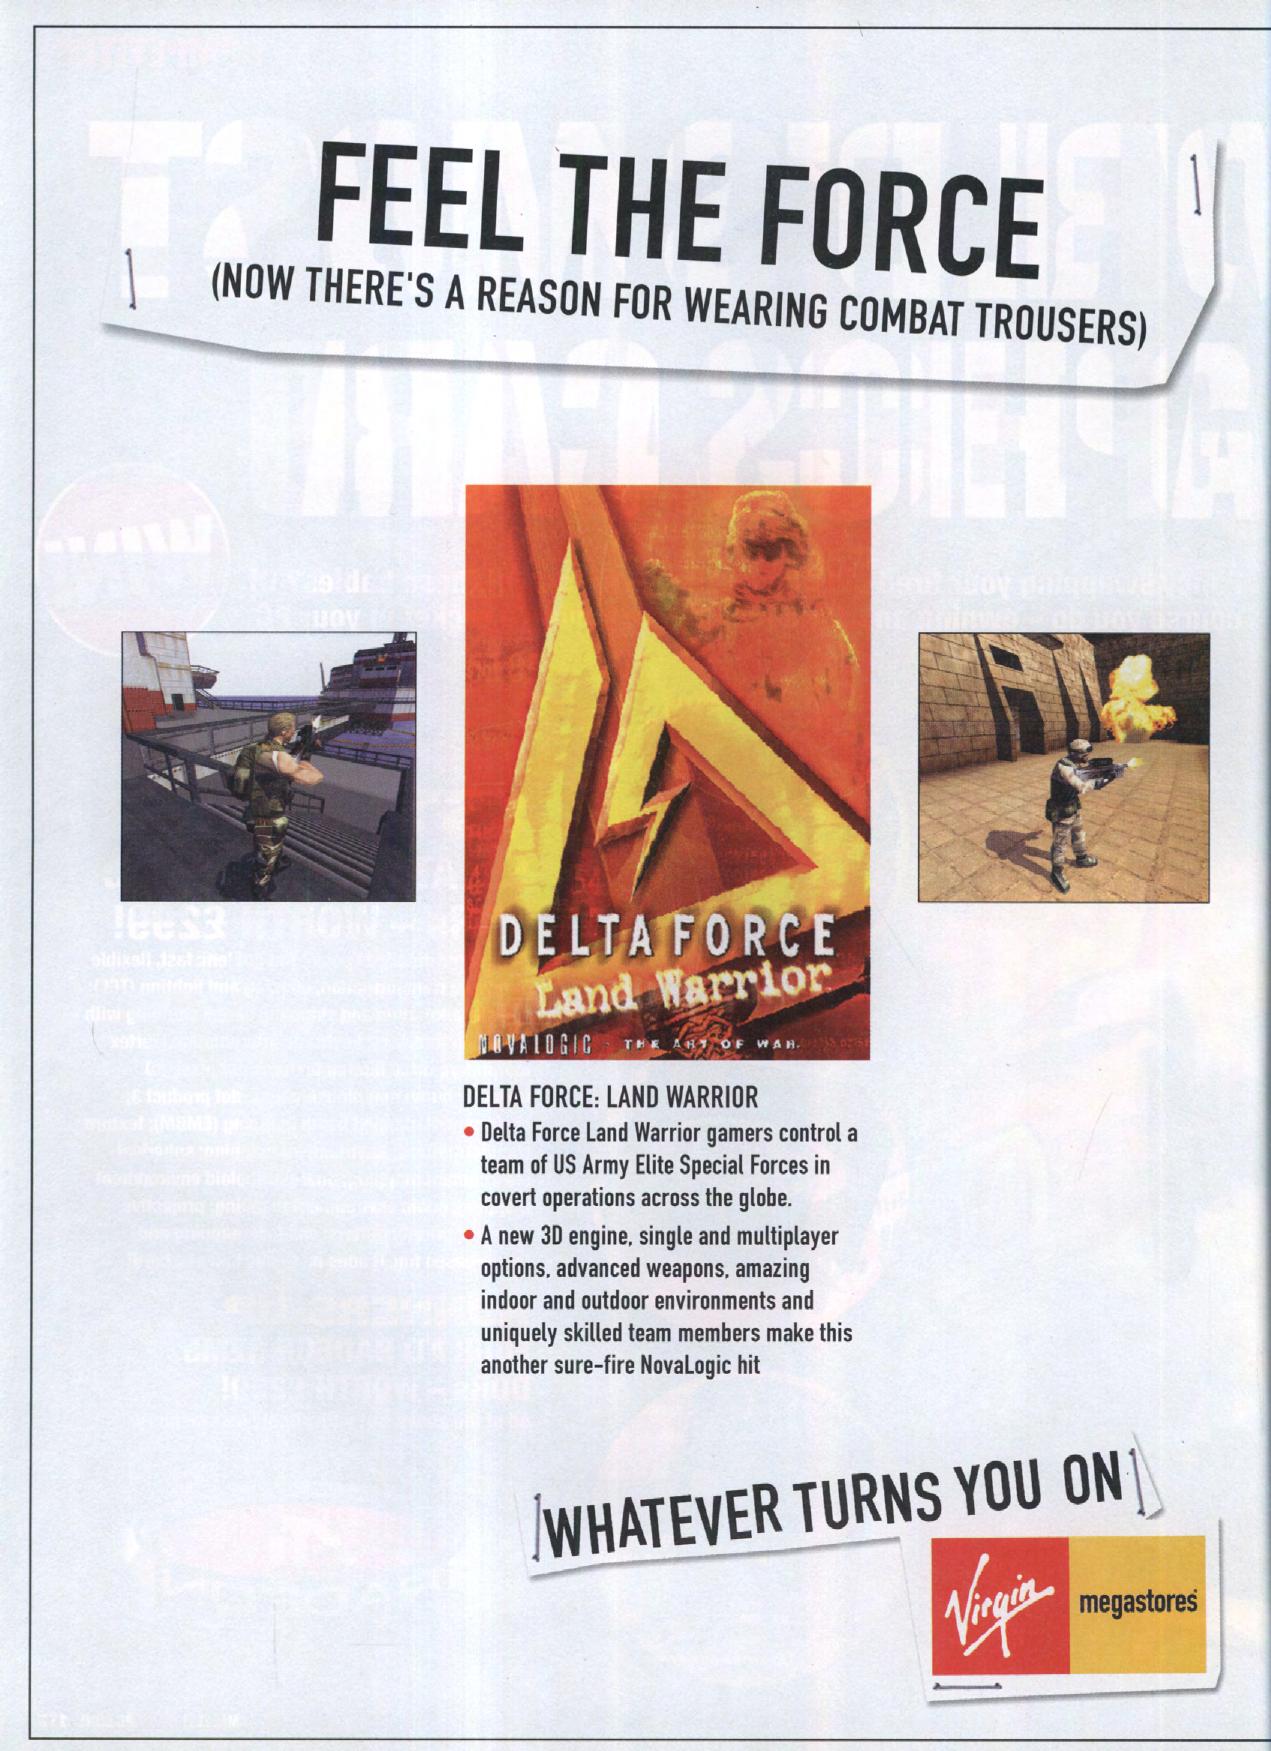 FEEL THE FORCE
(NOW THERE'S A REASON FOR WEARING COMBAT TROUSERS)
DELTA FORCE
Land Warrior
NOVALOGIC - THE ART OF WAR.
DELTA FORCE: LAND WARRIOR
• Delta Force Land Warrior gamers control a
team of US Army Elite Special Forces in
covert operations across the globe.
• A new 3D engine, single and multiplayer
options, advanced weapons, amazing
indoor and outdoor environments and
uniquely skilled team members make this
another sure-fire NovaLogic hit
WHATEVER TURNS YOU ON
Virgin
megastores